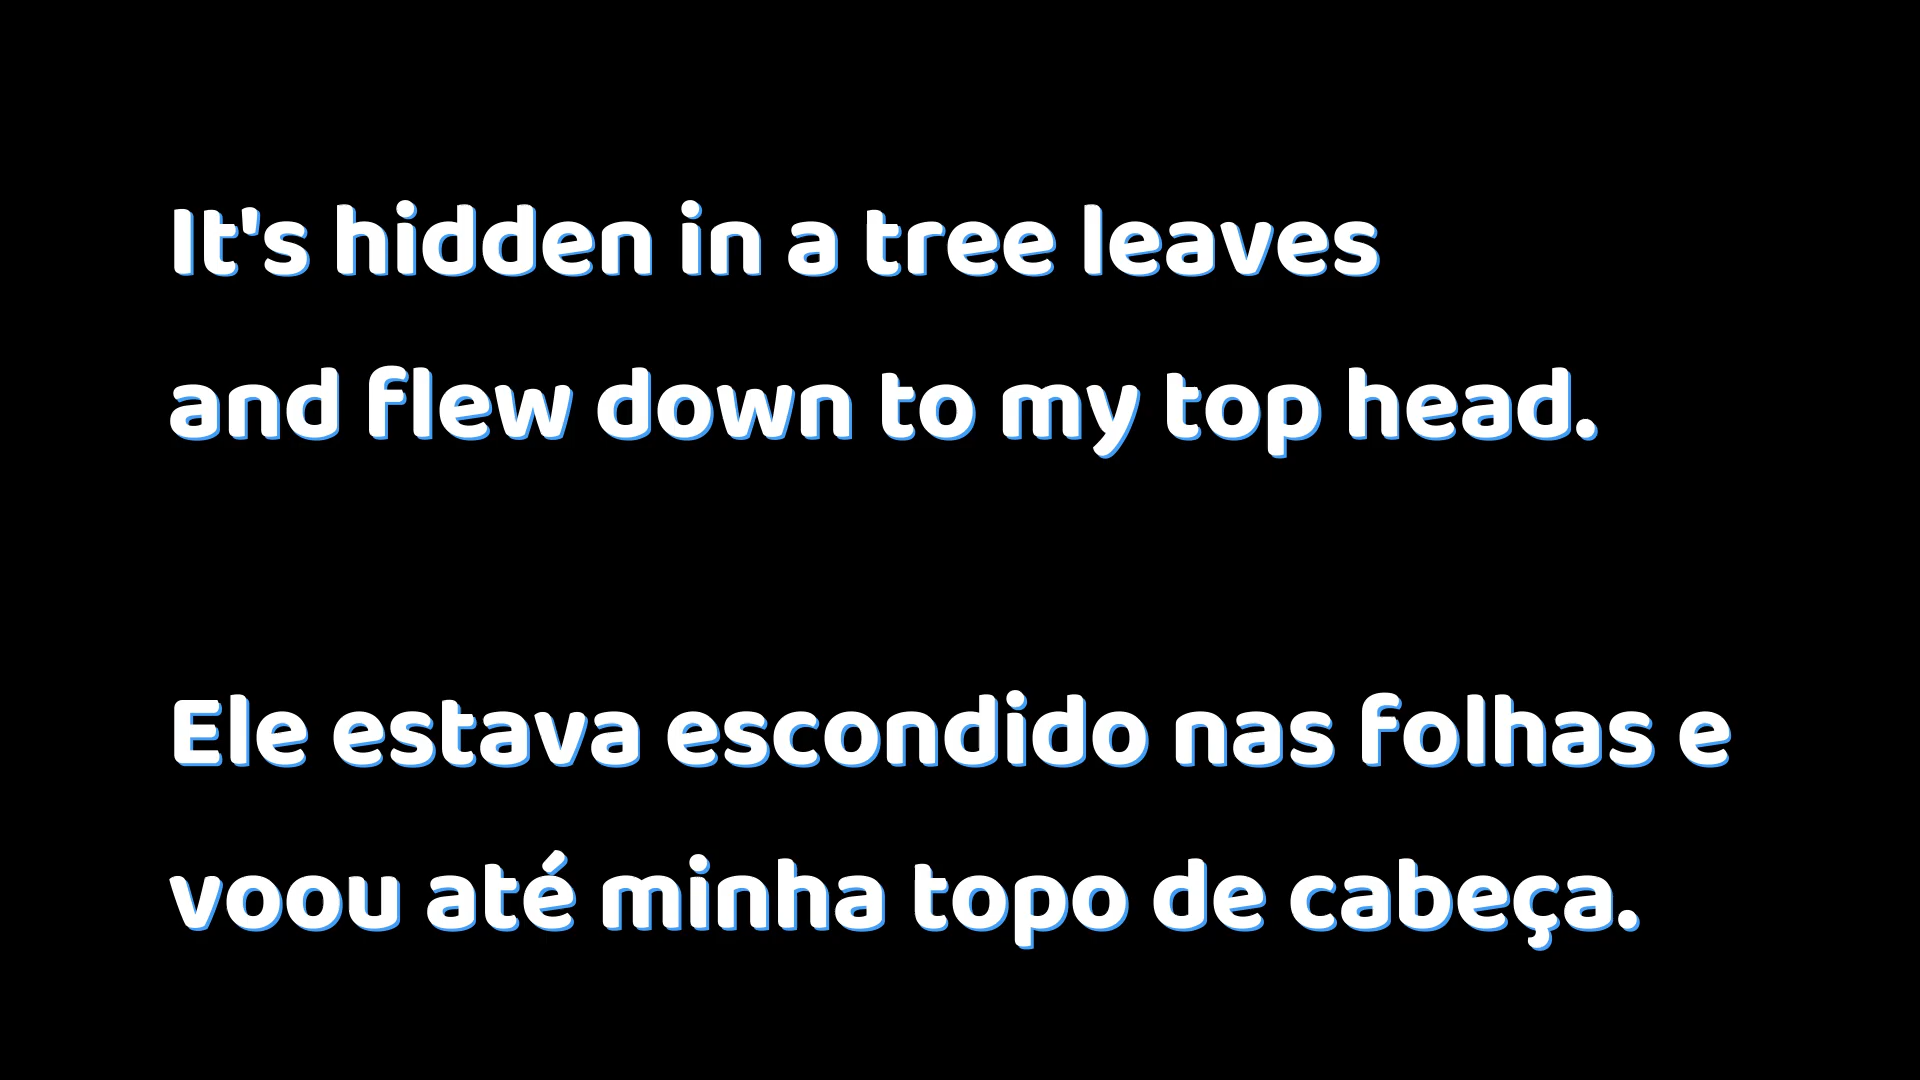 It's hidden in a tree leaves
and flew down to my top head.
Ele estava escondido nas folhas e
voou até minha topo de cabeça.